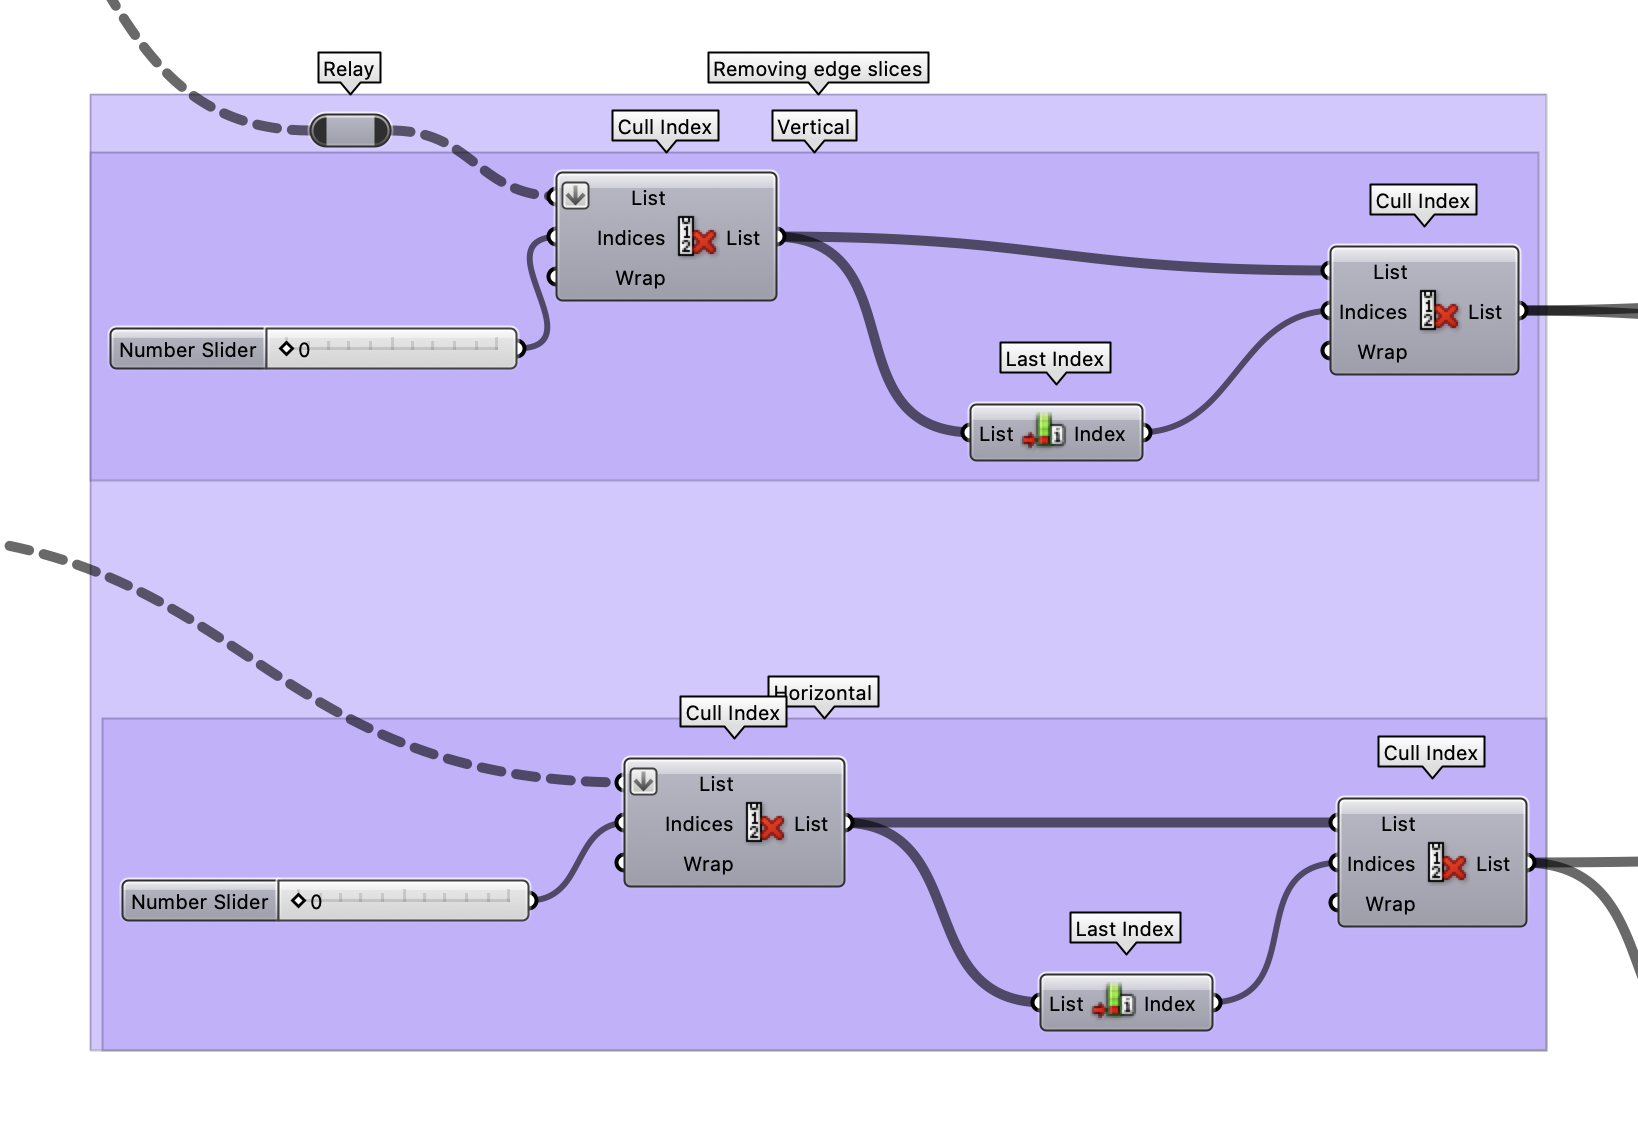 Relay
Removing edge slices
Cull Index
Vertical
List
Indices
List
Wrap
Number Slider
0
Cull Index
List
Indices
List
Wrap
Last Index
List
Index
Horizontal
Cull Index
List
Indices
List
Wrap
Number Slider
0
Cull Index
List
Indices
List
Wrap
Last Index
List
Index